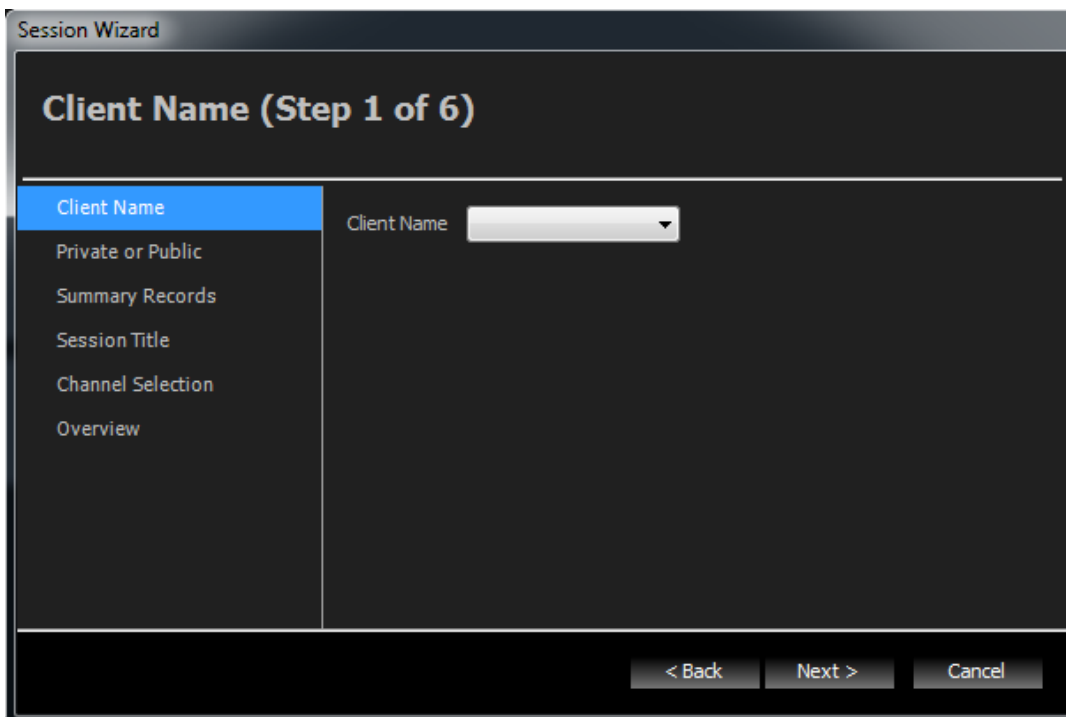 Session Wizard
Client Name (Step 1 of 6)
Client Name
Private or Public
Summary Records
Session Title
Channel Selection
Overview
Client Name
< Back
Next >
Cancel